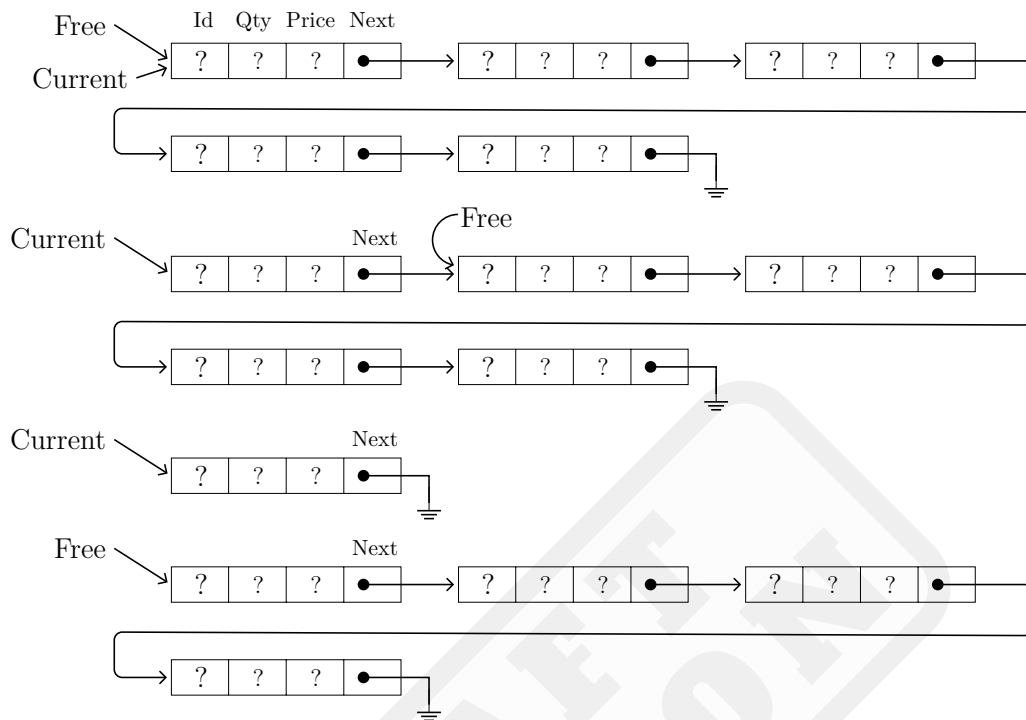 Id Qty Price Next
Free
? ? ? ? ? ? ? ? ?
Current
? ? ? ? ? ?
Free
Current Next
? ? ? ? ? ? ? ? ?
? ? ? ? ? ?
Current Next
? ? ?
Free Next
? ? ? ? ? ? ? ? ?
? ? ?